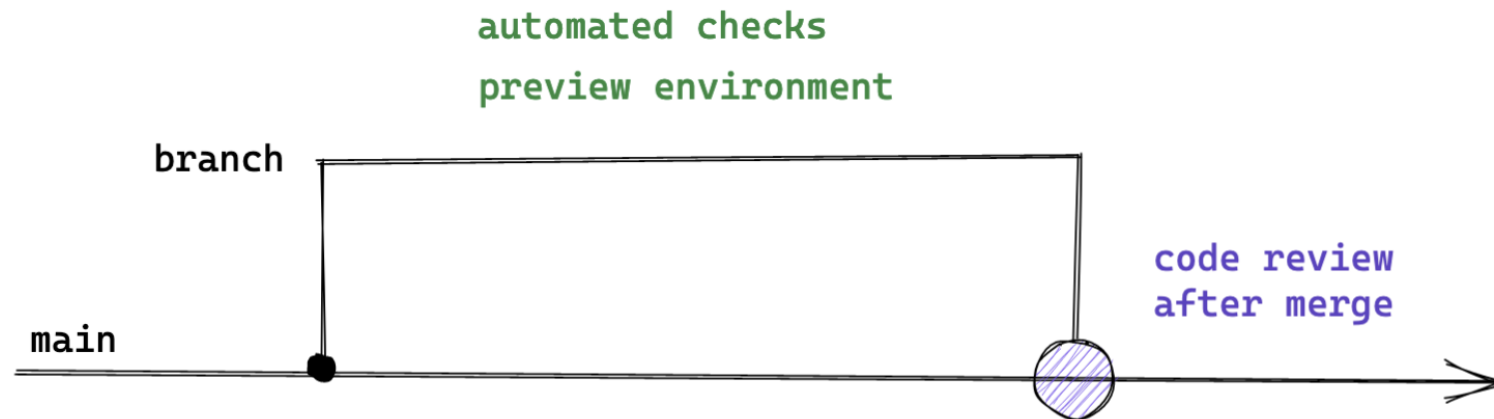 automated checks
preview environment
branch
code review
after merge
main